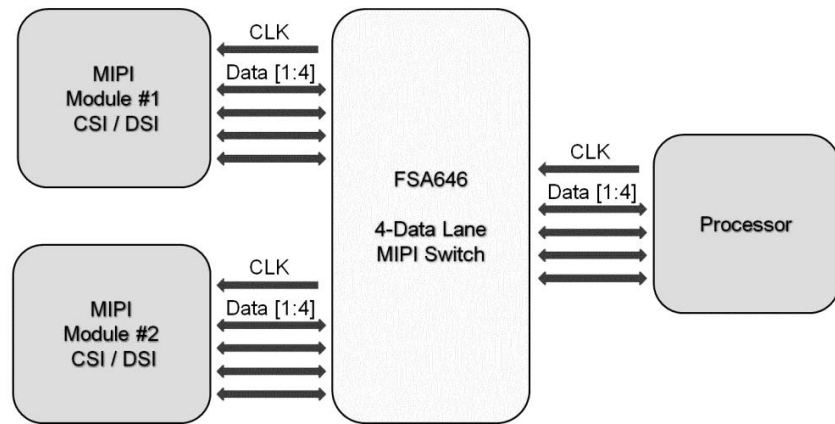 MIPI
Module #1
CSI / DSI
CLK
Data [1:4]
MIPI
Module #2
CSI / DSI
CLK
Data [1:4]
FSA646
4-Data Lane
MIPI Switch
CLK
Data [1:4]
Processor